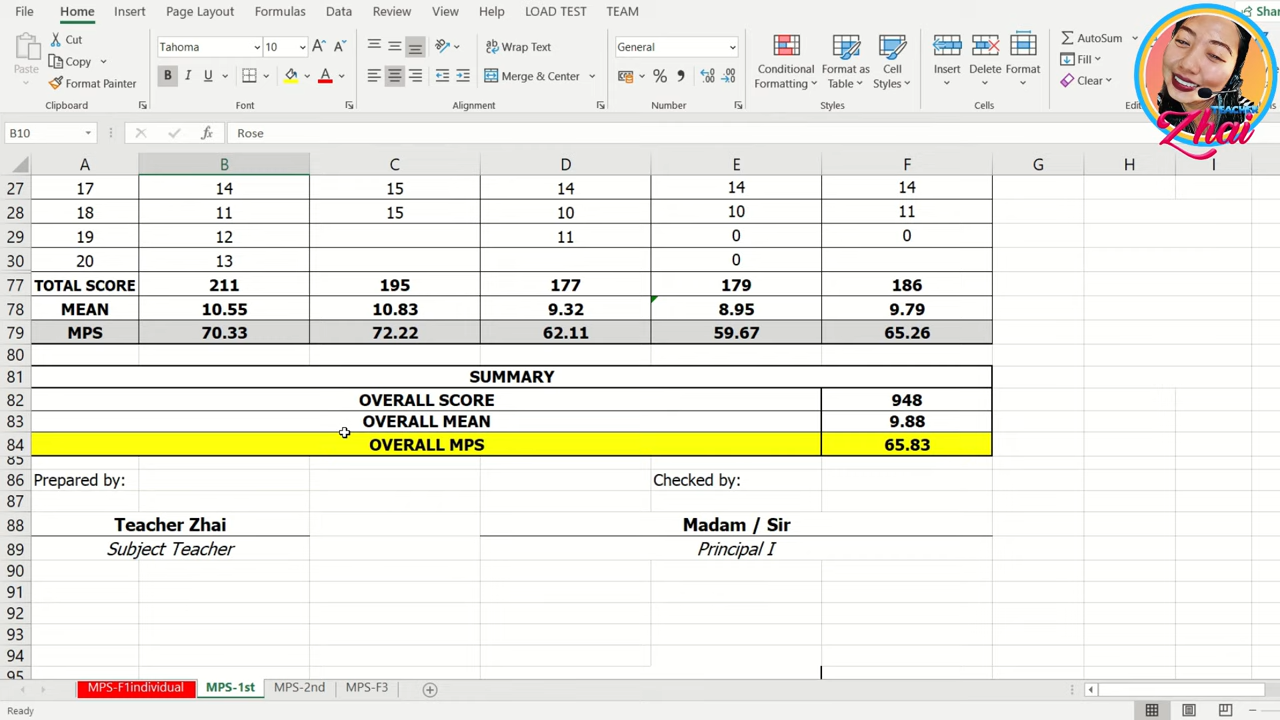 File Home Insert Page Layout Formulas Data Review View Help LOAD TEST TEAM
Cut
Copy
Format Painter
Paste
Tahoma 10
Wrap Text
Merge & Center
General
Conditional Formatting
Format as Table
Cell Styles
Insert Delete Format
AutoSum
Fill
Clear
Clipboard Font Alignment Number Styles Cells
TEACHER
Zhai
B10 fx Rose
A B C D E F G H I
27 17 14 15 14 14 14
28 18 11 15 10 10 11
29 19 12 11 0 0
30 20 13 0
77 TOTAL SCORE 211 195 177 179 186
78 MEAN 10.55 10.83 9.32 8.95 9.79
79 MPS 70.33 72.22 62.11 59.67 65.26
80
81 SUMMARY
82 OVERALL SCORE 948
83 OVERALL MEAN 9.88
84 OVERALL MPS 65.83
85
86 Prepared by: Checked by:
87
88 Teacher Zhai Madam / Sir
89 Subject Teacher Principal I
90
91
92
93
94
95
MPS-F1individual MPS-1st MPS-2nd MPS-F3
Ready